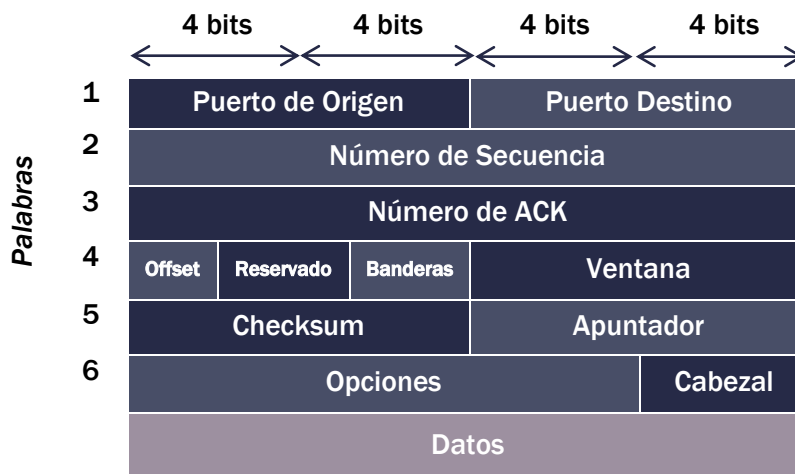 4 bits 4 bits 4 bits 4 bits
Palabras
1 Puerto de Origen Puerto Destino
2 Número de Secuencia
3 Número de ACK
4 Offset Reservado Banderas Ventana
5 Checksum Apuntador
6 Opciones Cabezal
Datos